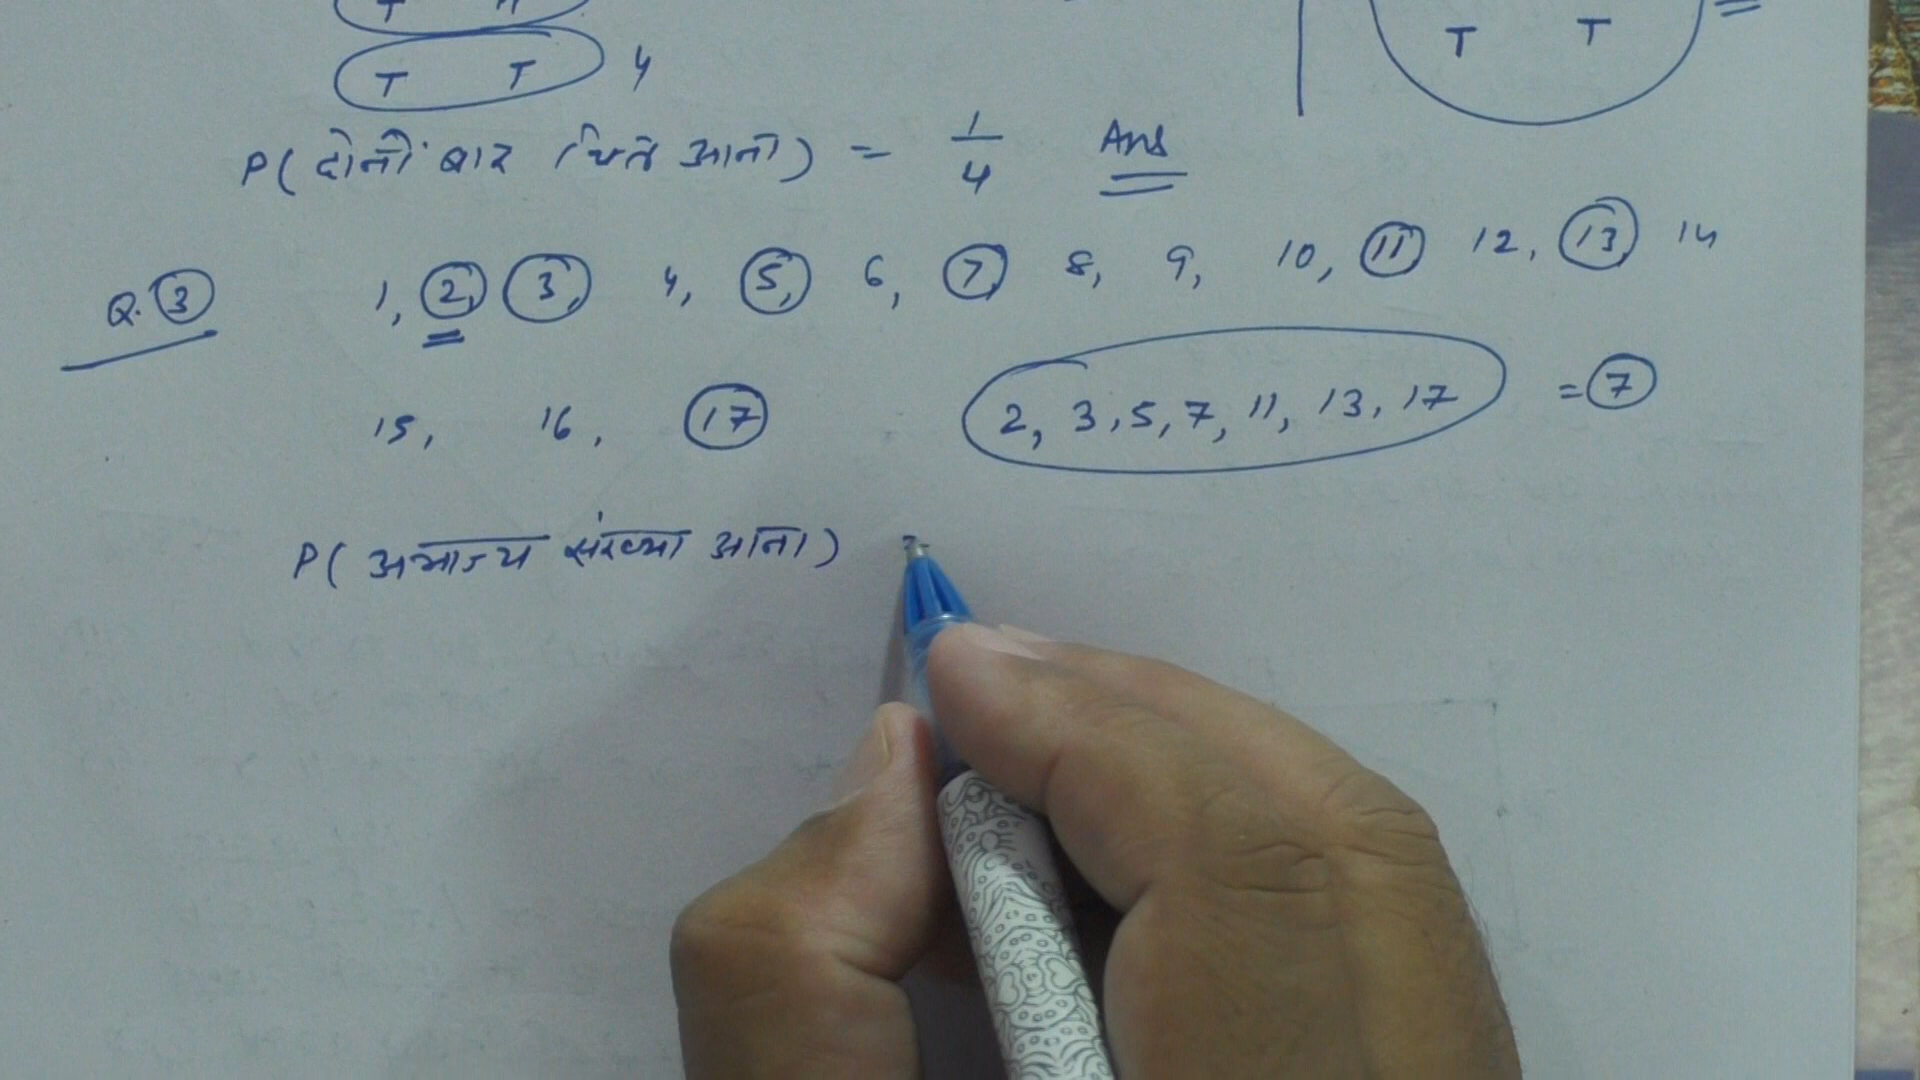 T H
T T 4
T T
P( दोनों बार चित आना ) = 1/4 Ans
Q. 3 1, 2, 3, 4, 5, 6, 7, 8, 9, 10, 11, 12, 13 14
15, 16, 17 2, 3, 5, 7, 11, 13, 17 = 7
P( अभाज्य संख्या आना )